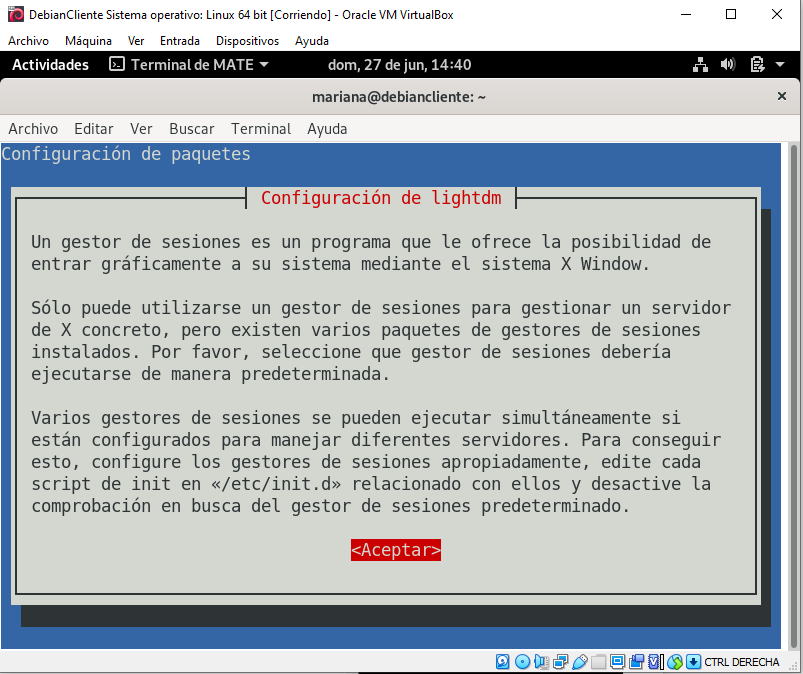 DebianCliente Sistema operativo: Linux 64 bit [Corriendo] - Oracle VM VirtualBox
Archivo Máquina Ver Entrada Dispositivos Ayuda
Actividades Terminal de MATE dom, 27 de jun, 14:40
mariana@debiancliente: ~
Archivo Editar Ver Buscar Terminal Ayuda
Configuración de paquetes
Configuración de lightdm
Un gestor de sesiones es un programa que le ofrece la posibilidad de
entrar gráficamente a su sistema mediante el sistema X Window.
Sólo puede utilizarse un gestor de sesiones para gestionar un servidor
de X concreto, pero existen varios paquetes de gestores de sesiones
instalados. Por favor, seleccione que gestor de sesiones debería
ejecutarse de manera predeterminada.
Varios gestores de sesiones se pueden ejecutar simultáneamente si
están configurados para manejar diferentes servidores. Para conseguir
esto, configure los gestores de sesiones apropiadamente, edite cada
script de init en «/etc/init.d» relacionado con ellos y desactive la
comprobación en busca del gestor de sesiones predeterminado.
<Aceptar>
CTRL DERECHA